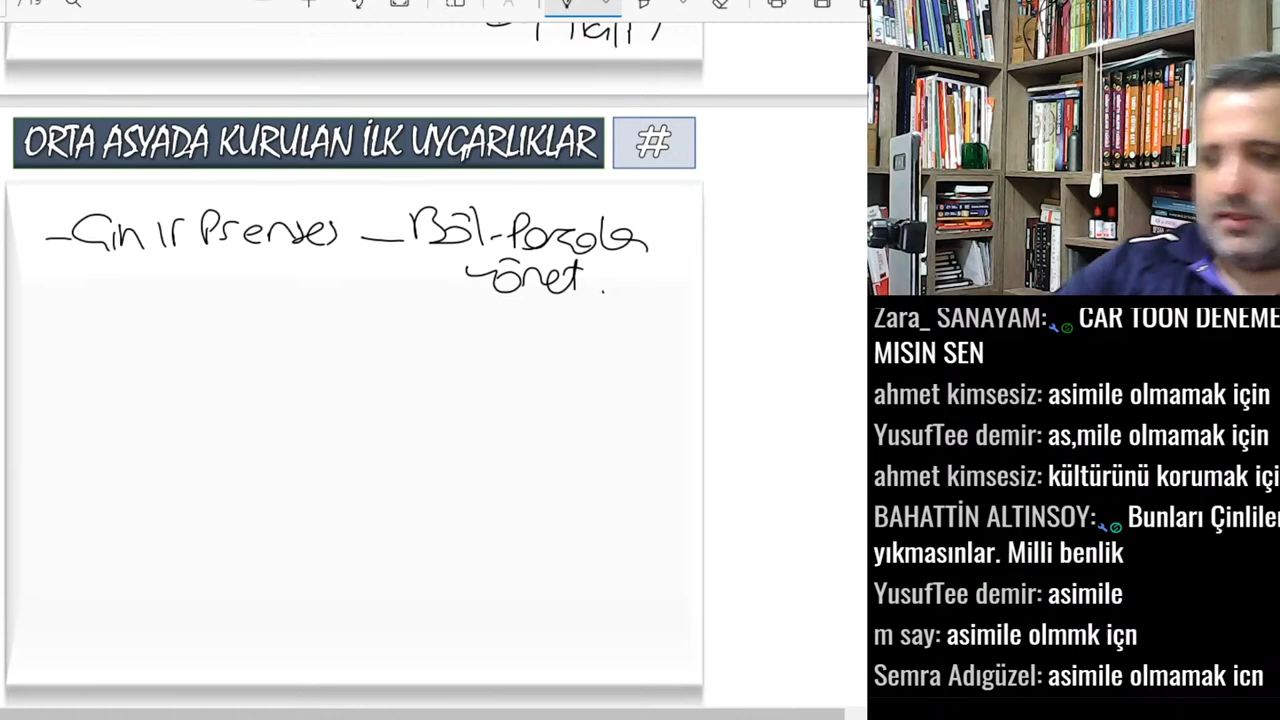 ORTA ASYADA KURULAN İLK UYGARLIKLAR #
-Çin Prenses - Böl-Parçala
yönet.
Zara_ SANAYAM: CAR TOON DENEME
MISIN SEN
ahmet kimsesiz: asimile olmamak için
YusufTee demir: as,mile olmamak için
ahmet kimsesiz: kültürünü korumak içi
BAHATTİN ALTINSOY: Bunları Çinliler
yıkmasınlar. Milli benlik
YusufTee demir: asimile
m say: asimile olmmk içn
Semra Adıgüzel: asimile olmamak icn